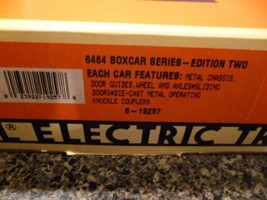 6464 BOXCAR SERIES-EDITION TWO
EACH CAR FEATURES: METAL CHASSIS,
DOOR GUIDES, WHEEL AND AXLES•SLIDING
DOORS•DIE-CAST METAL OPERATING
KNUCKLE COUPLERS
6-19257
L ELECTRIC TR